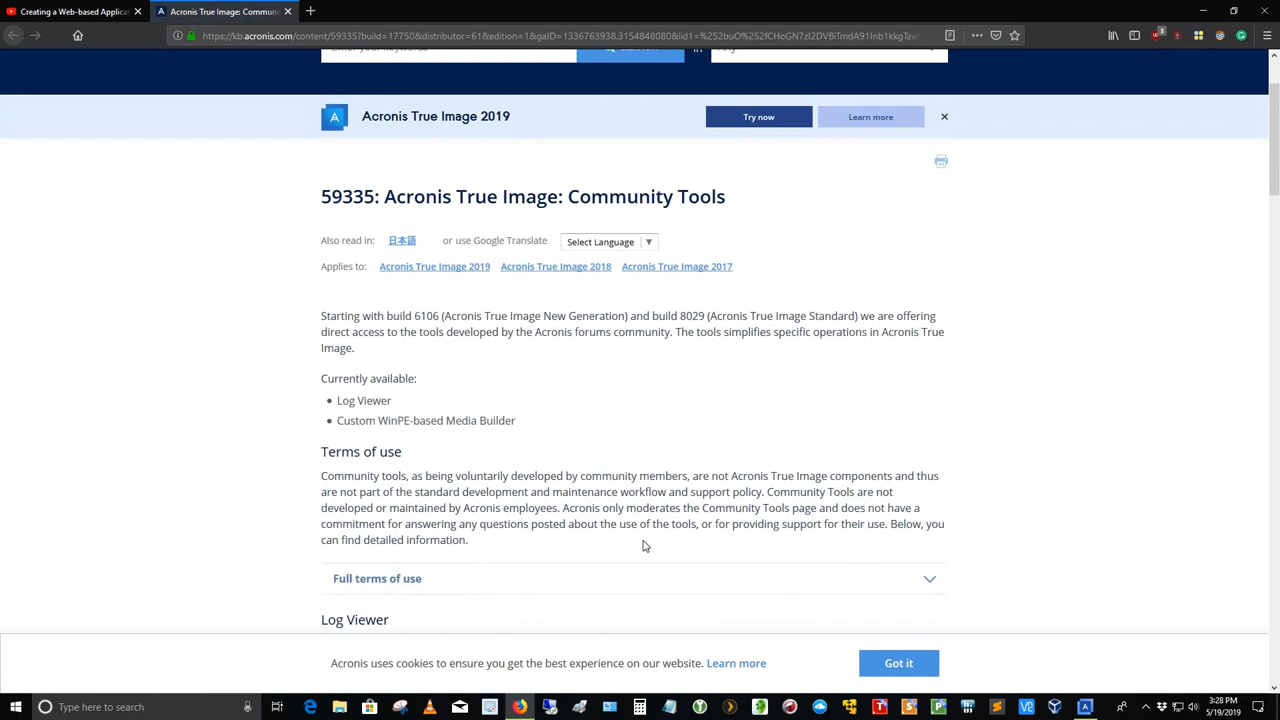 Creating a Web-based Applicat
Acronis True Image: Communi
https://kb.acronis.com/content/59335?build=17750&distributor=61&edition=1&gaID=1336763938.3154848080&iid1=%252buO%252fCHoGN7zI2DVBiTmdA91Inb1kkgTaw
Acronis True Image 2019
Try now
Learn more
59335: Acronis True Image: Community Tools
Also read in: 日本語 or use Google Translate Select Language
Applies to: Acronis True Image 2019 Acronis True Image 2018 Acronis True Image 2017
Starting with build 6106 (Acronis True Image New Generation) and build 8029 (Acronis True Image Standard) we are offering
direct access to the tools developed by the Acronis forums community. The tools simplifies specific operations in Acronis True
Image.
Currently available:
Log Viewer
Custom WinPE-based Media Builder
Terms of use
Community tools, as being voluntarily developed by community members, are not Acronis True Image components and thus
are not part of the standard development and maintenance workflow and support policy. Community Tools are not
developed or maintained by Acronis employees. Acronis only moderates the Community Tools page and does not have a
commitment for answering any questions posted about the use of the tools, or for providing support for their use. Below, you
can find detailed information.
Full terms of use
Log Viewer
Acronis uses cookies to ensure you get the best experience on our website. Learn more
Got it
Type here to search
3:28 PM
5/19/2019